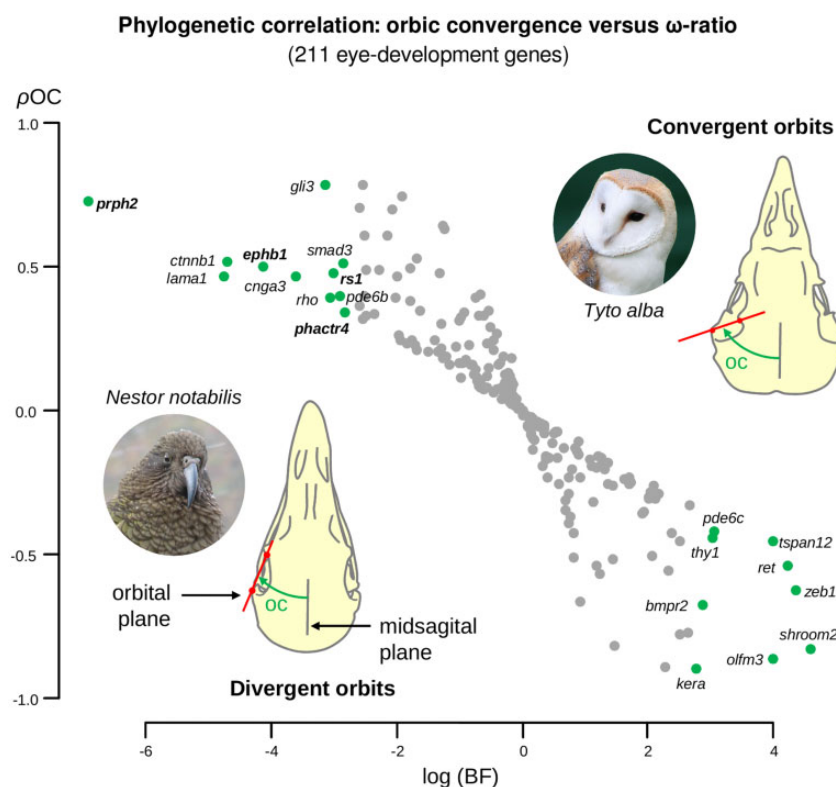 Phylogenetic correlation: orbic convergence versus ω-ratio
(211 eye-development genes)
ρOC
1.0
0.5
0.0
-0.5
-1.0
Convergent orbits
gli3
prph2
ctnnb1
ephb1
smad3
lama1
cnga3
rs1
rho
pde6b
phactr4
Tyto alba
OC
Nestor notabilis
orbital
plane
OC
midsagital
plane
Divergent orbits
pde6c
thy1
tspan12
ret
zeb1
bmpr2
shroom2
olfm3
kera
-6
-4
-2
0
2
4
log (BF)